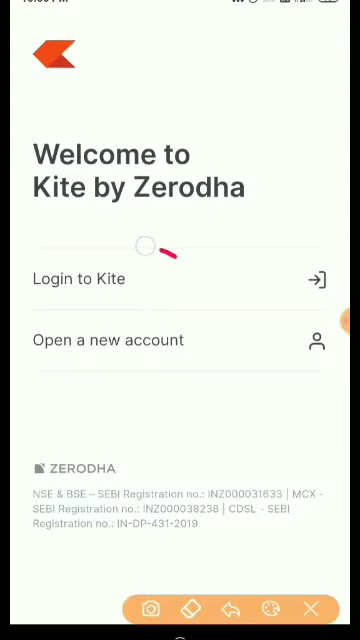 Welcome to
Kite by Zerodha
Login to Kite
Open a new account
ZERODHA
NSE & BSE – SEBI Registration no.: INZ000031633 | MCX -
SEBI Registration no.: INZ000038238 | CDSL - SEBI
Registration no.: IN-DP-431-2019